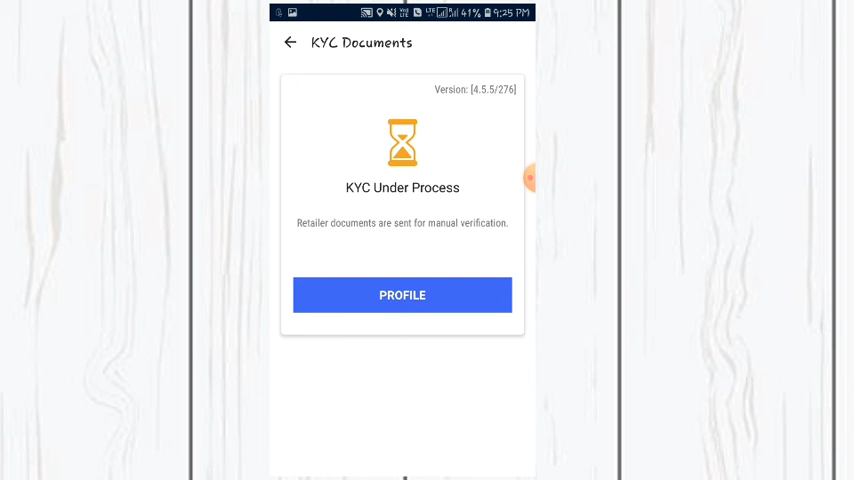 41% 9:25 PM
KYC Documents
Version: [4.5.5/276]
KYC Under Process
Retailer documents are sent for manual verification.
PROFILE